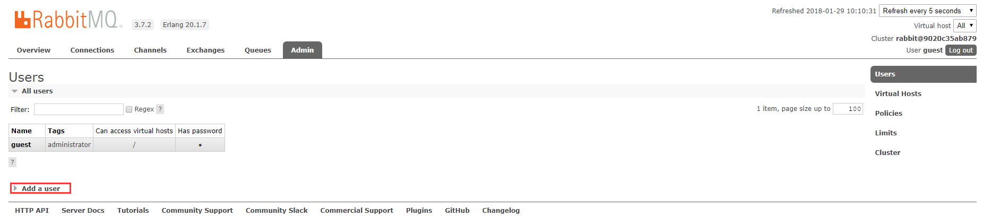 RabbitMQ TM 3.7.2 Erlang 20.1.7
Refreshed 2018-01-29 10:10:31 Refresh every 5 seconds
Virtual host All
Cluster rabbit@9020c35ab879
User guest Log out
Overview Connections Channels Exchanges Queues Admin
Users
All users
Filter: Regex ?
1 item, page size up to 100
Name Tags Can access virtual hosts Has password
guest administrator / ●
?
Add a user
Users
Virtual Hosts
Policies
Limits
Cluster
HTTP API Server Docs Tutorials Community Support Community Slack Commercial Support Plugins GitHub Changelog